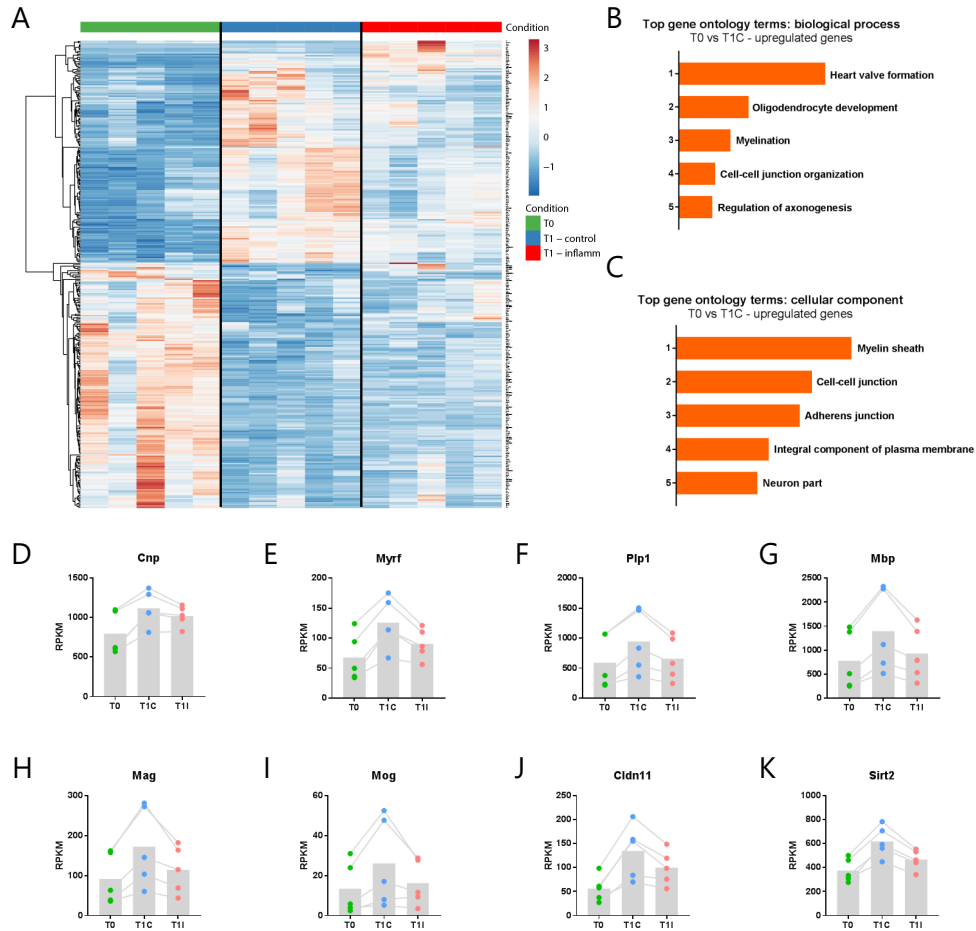 A
Condition
3
2
1
0
−1
Condition
T0
T1 – control
T1 – inflamm
B
Top gene ontology terms: biological process
T0 vs T1C - upregulated genes
1
Heart valve formation
2
Oligodendrocyte development
3
Myelination
4
Cell-cell junction organization
5
Regulation of axonogenesis
C
Top gene ontology terms: cellular component
T0 vs T1C - upregulated genes
1
Myelin sheath
2
Cell-cell junction
3
Adherens junction
4
Integral component of plasma membrane
5
Neuron part
D
Cnp
1500
1000
500
0
RPKM
T0 T1C T1I
E
Myrf
200
150
100
50
0
RPKM
T0 T1C T1I
F
Plp1
2000
1500
1000
500
0
RPKM
T0 T1C T1I
G
Mbp
2500
2000
1500
1000
500
0
RPKM
T0 T1C T1I
H
Mag
300
200
100
0
RPKM
T0 T1C T1I
I
Mog
60
40
20
0
RPKM
T0 T1C T1I
J
Cldn11
250
200
150
100
50
0
RPKM
T0 T1C T1I
K
Sirt2
1000
800
600
400
200
0
RPKM
T0 T1C T1I